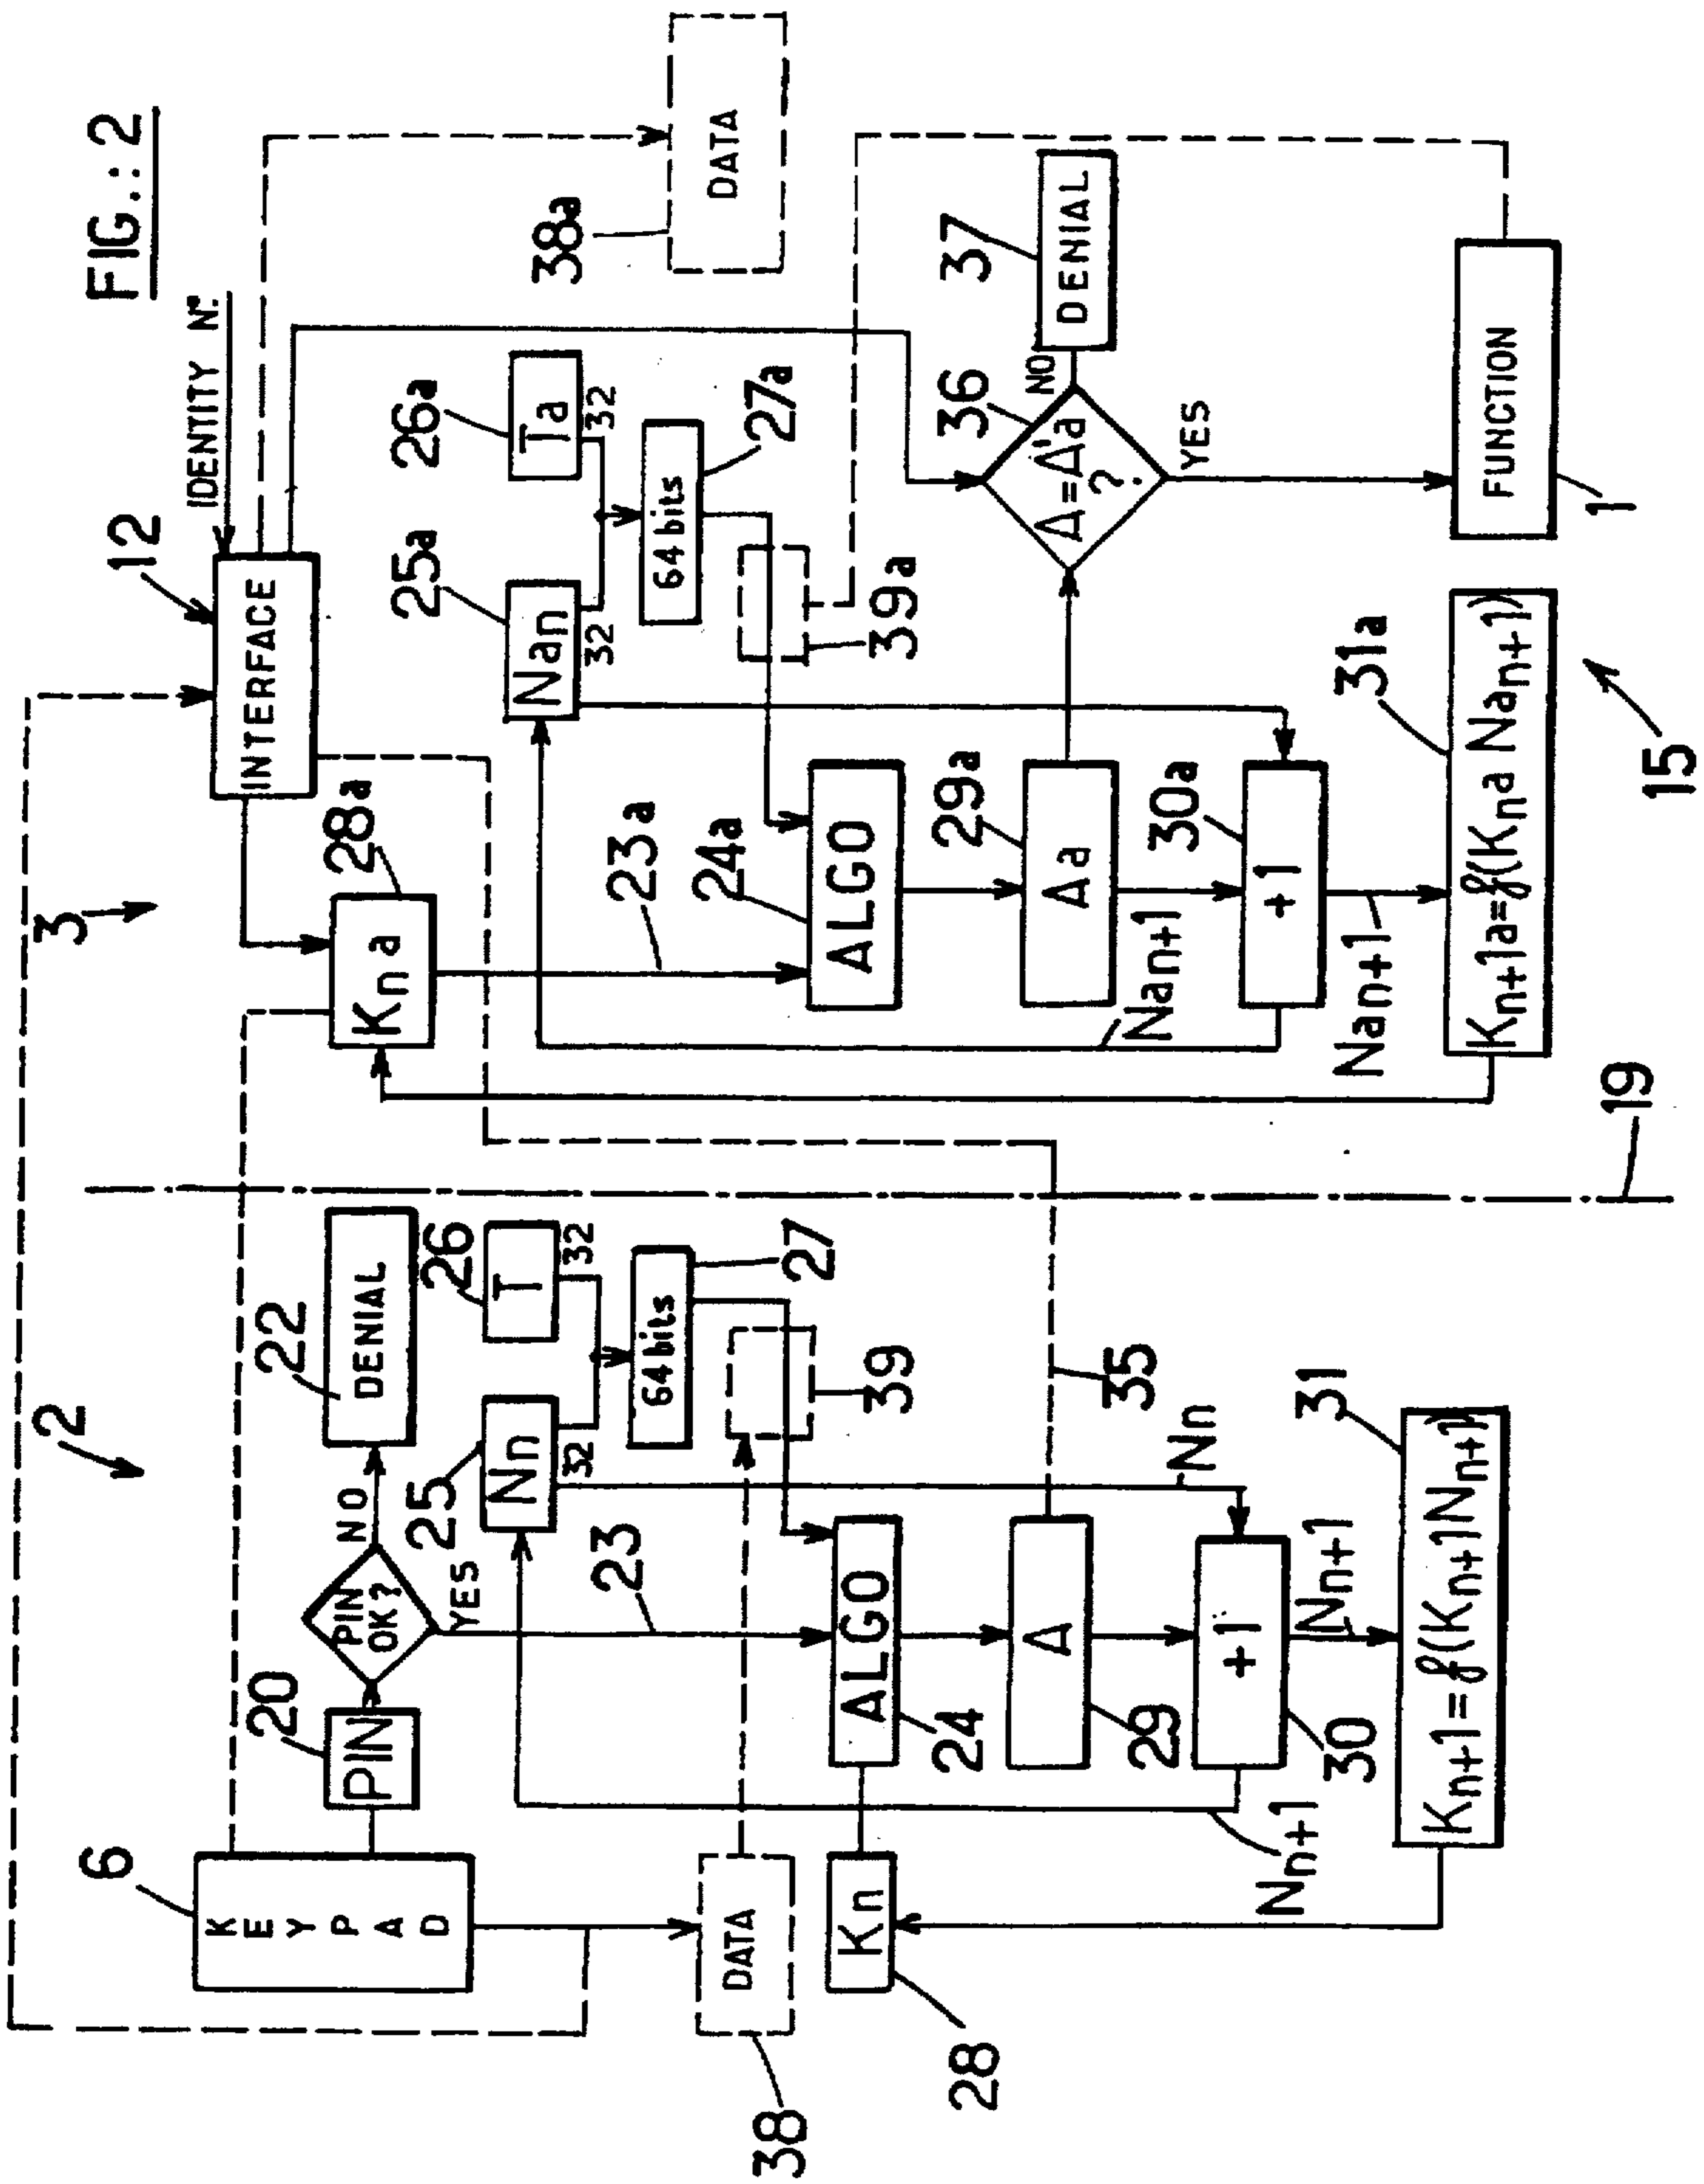 FIG.: 2
2
3
6
KEYPAD
20
PIN
PIN
OK?
NO
YES
22
DENIAL
23
25
Nn
32
26
T
32
27
64 bits
39
38
DATA
28
Kn
24
ALGO
29
A
35
Nn
30
+1
Nn+1
Nn+1
31
Kn+1=f(Kn+1Nn+1)
19
12
INTERFACE
IDENTITY N°.
28a
Kna
23a
25a
Nan
32
26a
Ta
32
27a
64 bits
39a
38a
DATA
24a
ALGO
29a
Aa
36
A=A'a
?
NO
YES
37
DENIAL
30a
+1
Nan+1
Nan+1
31a
Kn+1a=f(Kna Nan+1)
15
FUNCTION
1